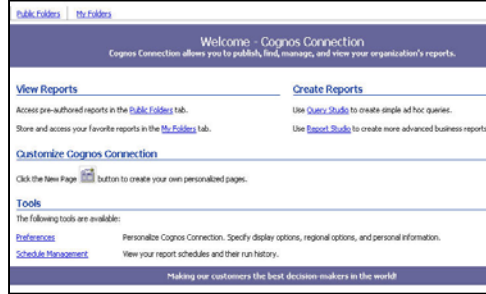 Public Folders My Folders
Welcome - Cognos Connection
Cognos Connection allows you to publish, find, manage, and view your organization's reports.
View Reports
Access pre-authored reports in the Public Folders tab.
Store and access your favorite reports in the My Folders tab.
Create Reports
Use Query Studio to create simple ad hoc queries.
Use Report Studio to create more advanced business reports
Customize Cognos Connection
Click the New Page button to create your own personalized pages.
Tools
The following tools are available:
Preferences Personalize Cognos Connection. Specify display options, regional options, and personal information.
Schedule Management View your report schedules and their run history.
Making our customers the best decision-makers in the world!